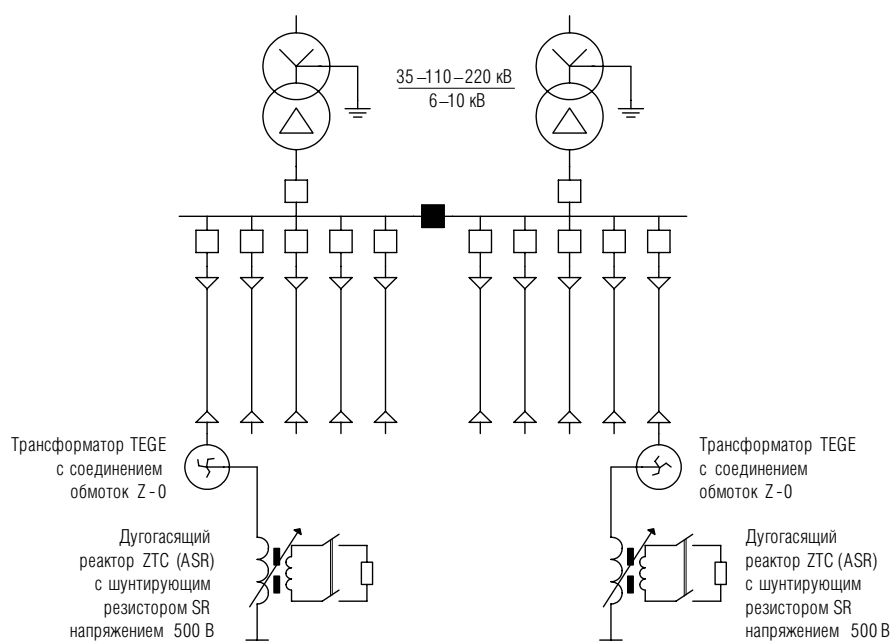 35–110–220 кВ
6–10 кВ
Трансформатор TEGE
с соединением
обмоток Z-0
Трансформатор TEGE
с соединением
обмоток Z-0
Дугогасящий
реактор ZTC (ASR)
с шунтирующим
резистором SR
напряжением 500 В
Дугогасящий
реактор ZTC (ASR)
с шунтирующим
резистором SR
напряжением 500 В